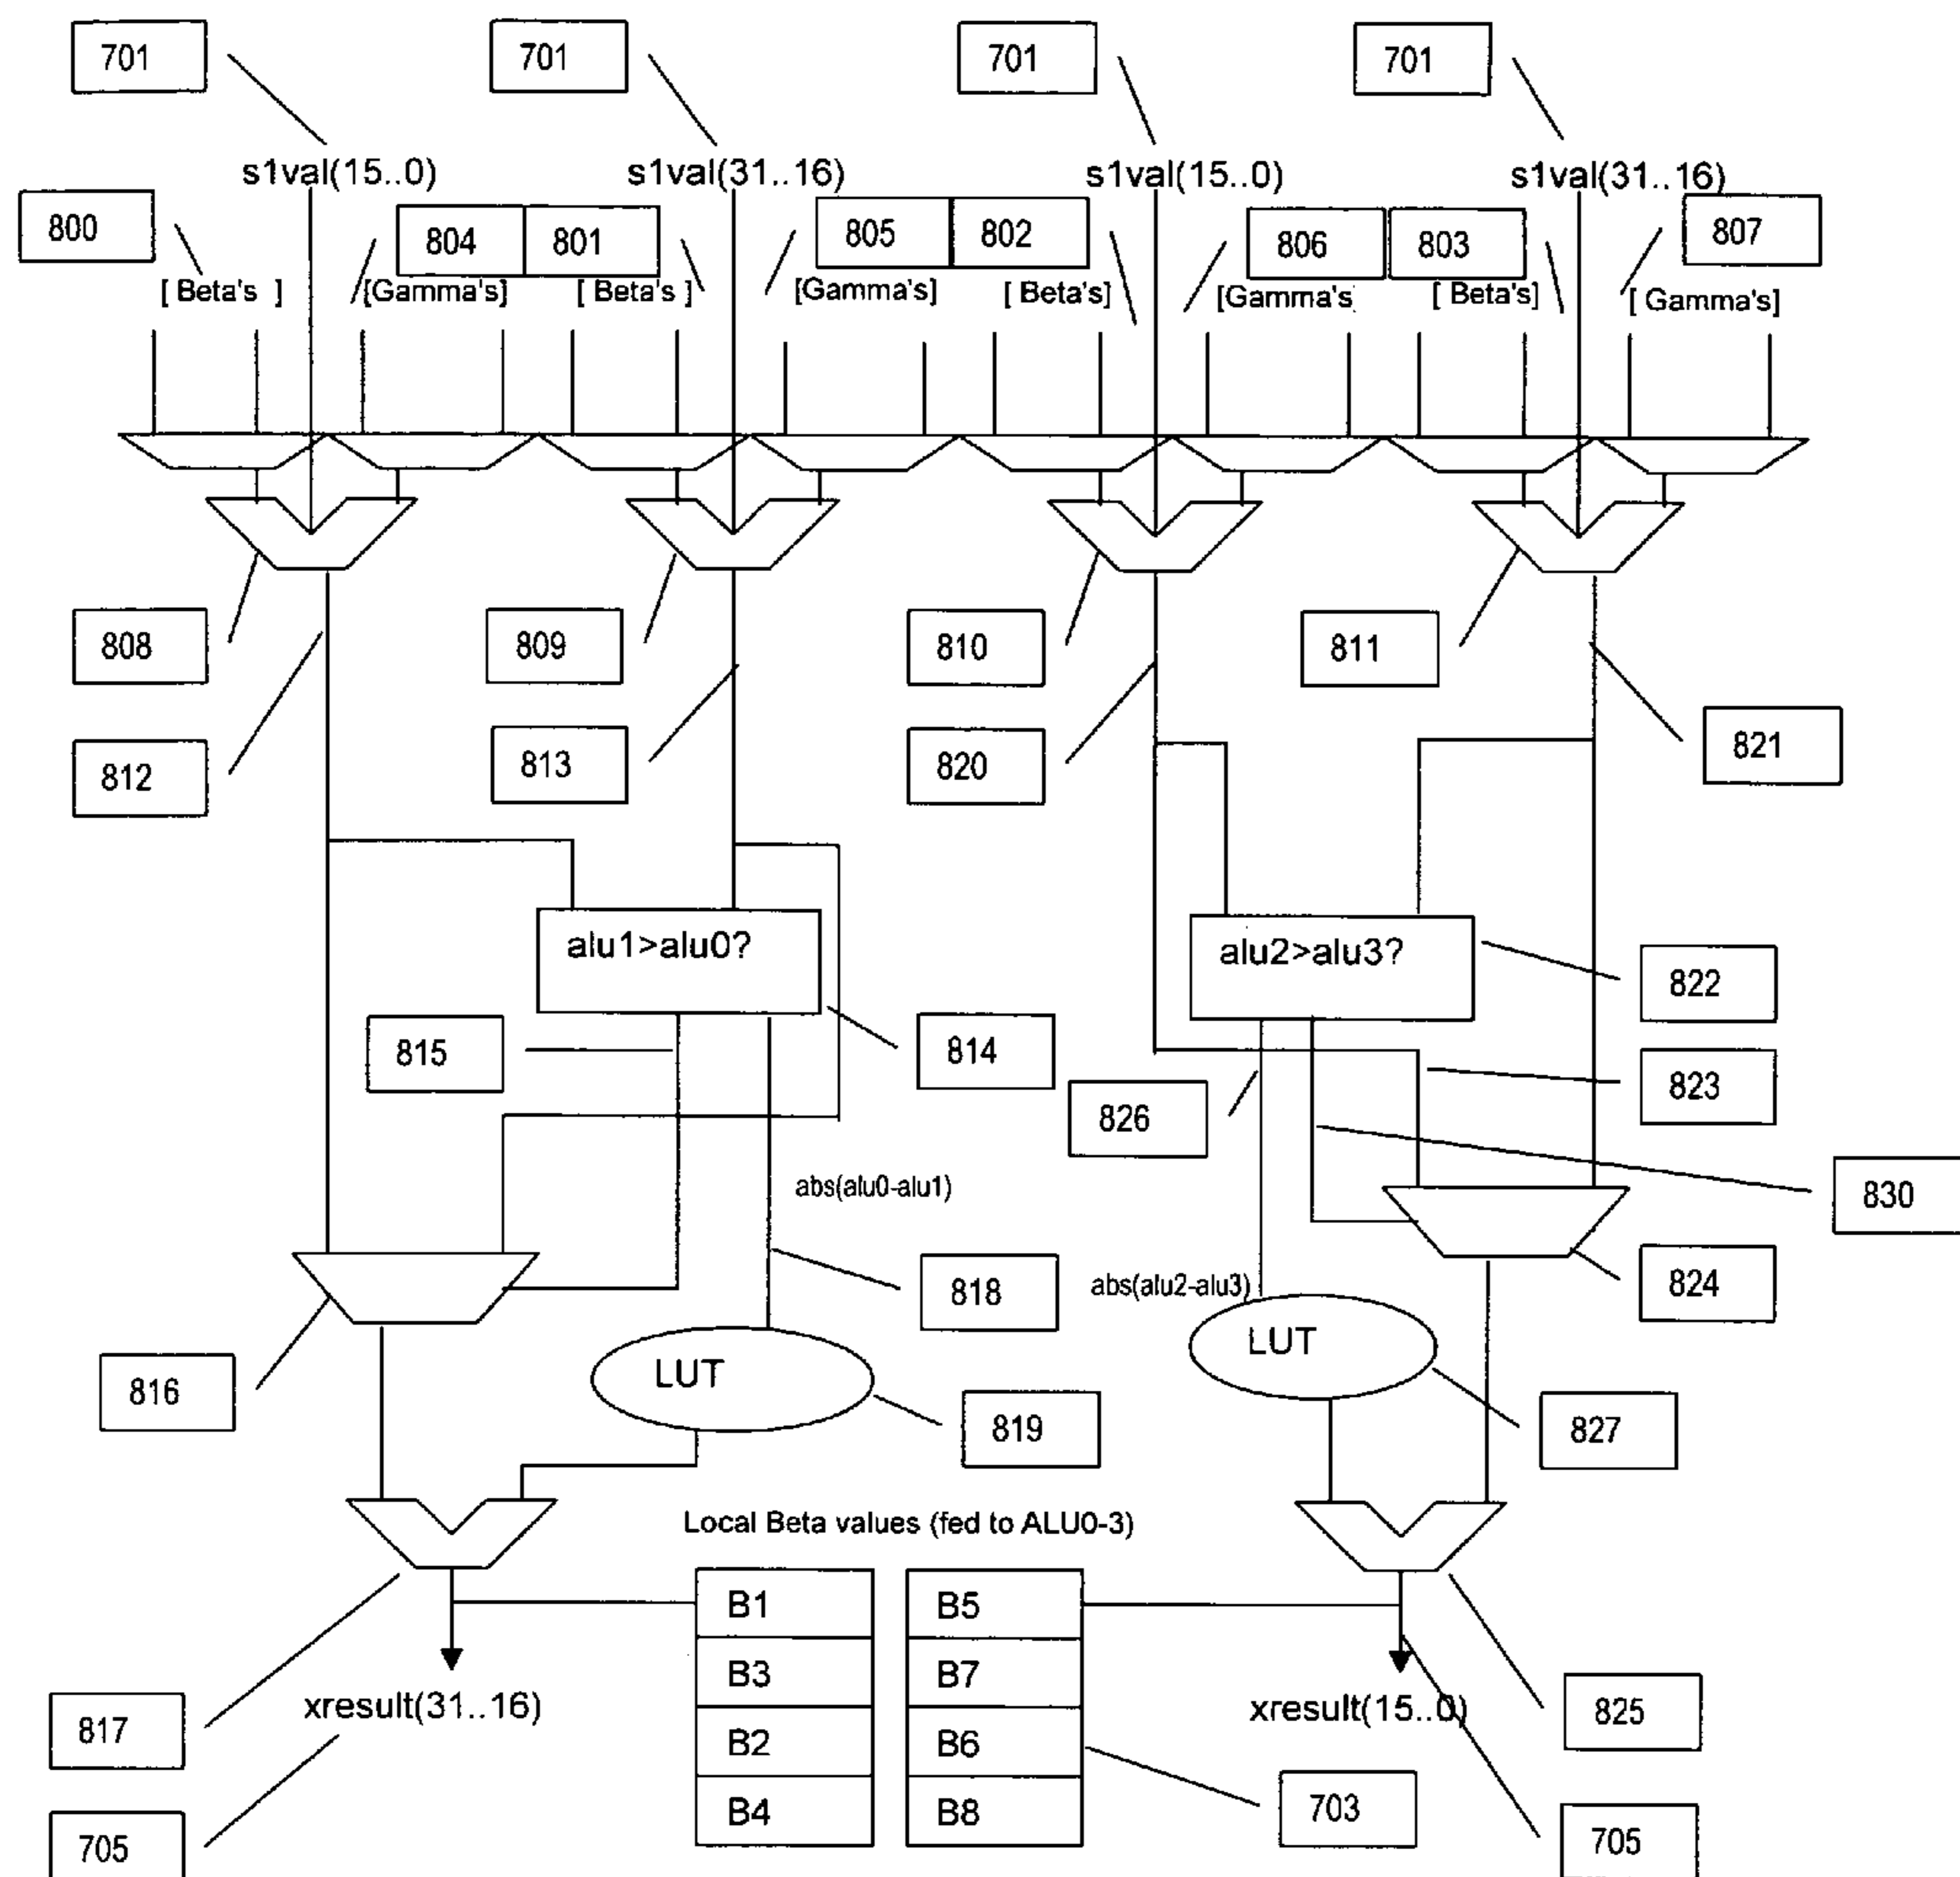 701 701 701 701
s1val(15..0) s1val(31..16) s1val(15..0) s1val(31..16)
800 804 801 805 802 806 803 807
[ Beta's ] [Gamma's] [ Beta's ] [Gamma's] [ Beta's] [Gamma's [ Beta's] [ Gamma's]
808 809 810 811
812 813 820 821
alu1>alu0? alu2>alu3?
822
815 814 823
826
abs(alu0-alu1) 830
818 abs(alu2-alu3) 824
LUT
816 LUT
819 827
Local Beta values (fed to ALU0-3)
B1 B5
B3 B7
817 xresult(31..16) xresult(15..0) 825
B2 B6
B4 B8 703
705 705